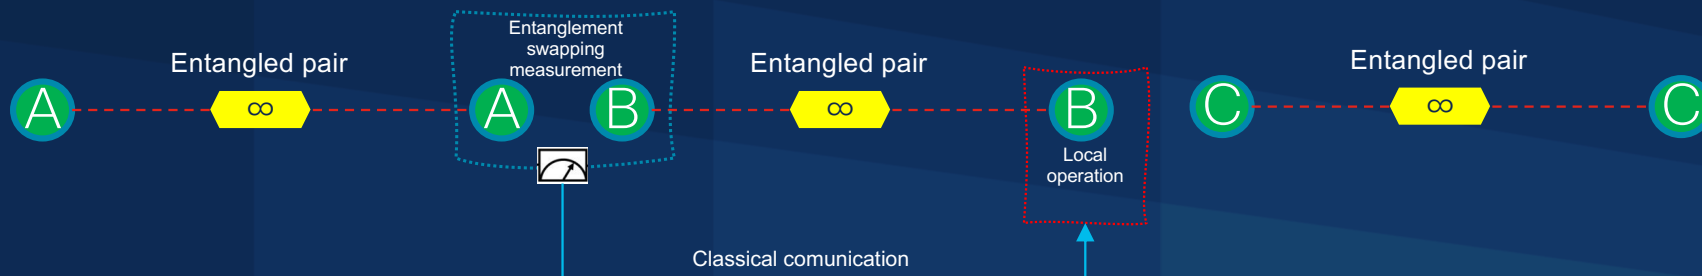 Entanglement
swapping
measurement
Entangled pair
Entangled pair
Entangled pair
A
∞
A
B
∞
B
C
∞
C
Local
operation
Classical comunication